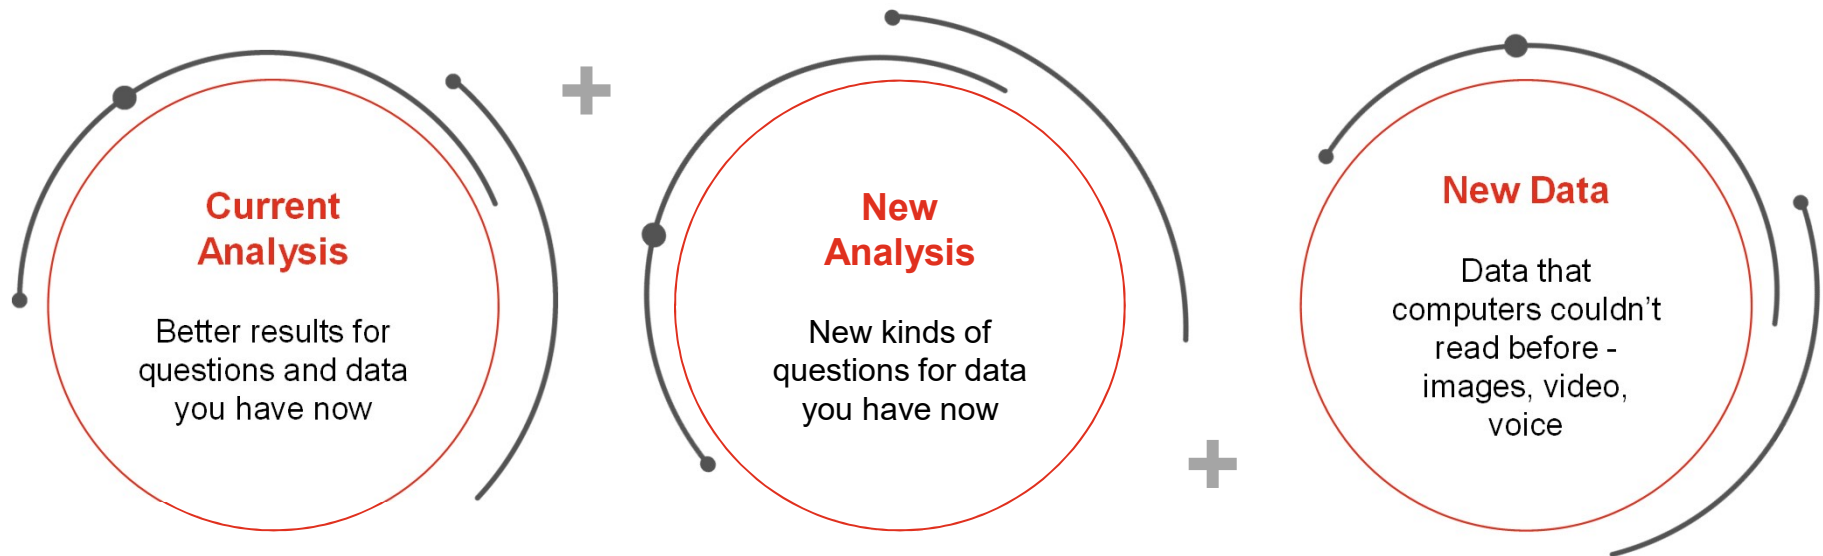 Current
Analysis
Better results for
questions and data
you have now
New
Analysis
New kinds of
questions for data
you have now
New Data
Data that
computers couldn’t
read before -
images, video,
voice